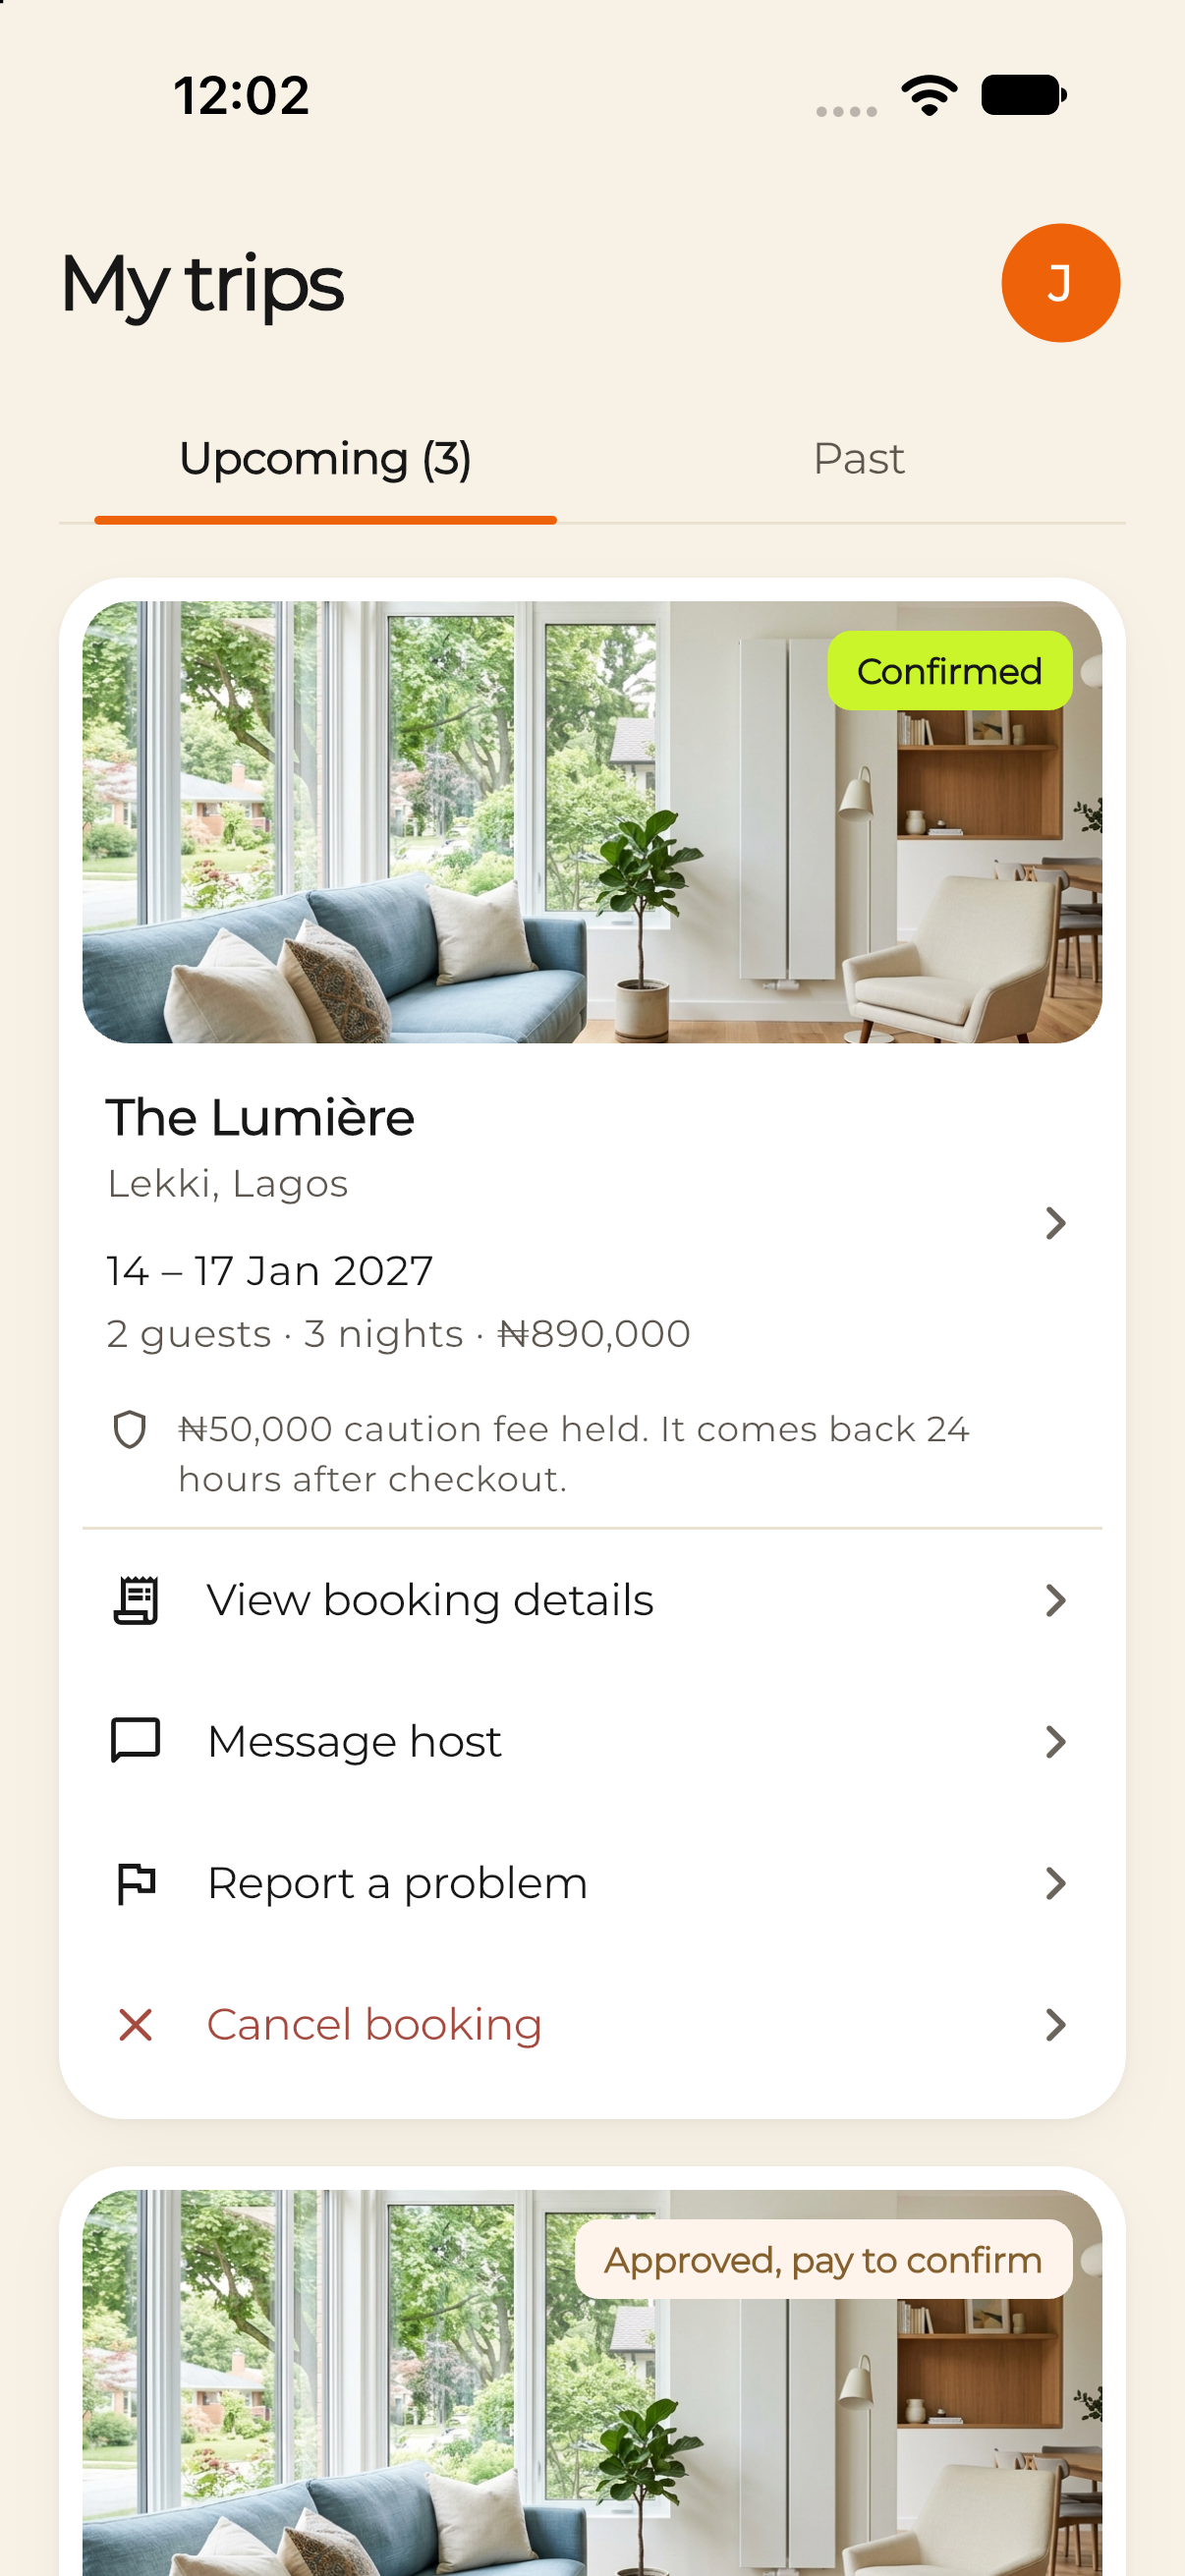 12:02
My trips
J
Upcoming (3)
Past
Confirmed
The Lumière
Lekki, Lagos
14 – 17 Jan 2027
2 guests · 3 nights · ₦890,000
₦50,000 caution fee held. It comes back 24
hours after checkout.
View booking details
Message host
Report a problem
Cancel booking
Approved, pay to confirm